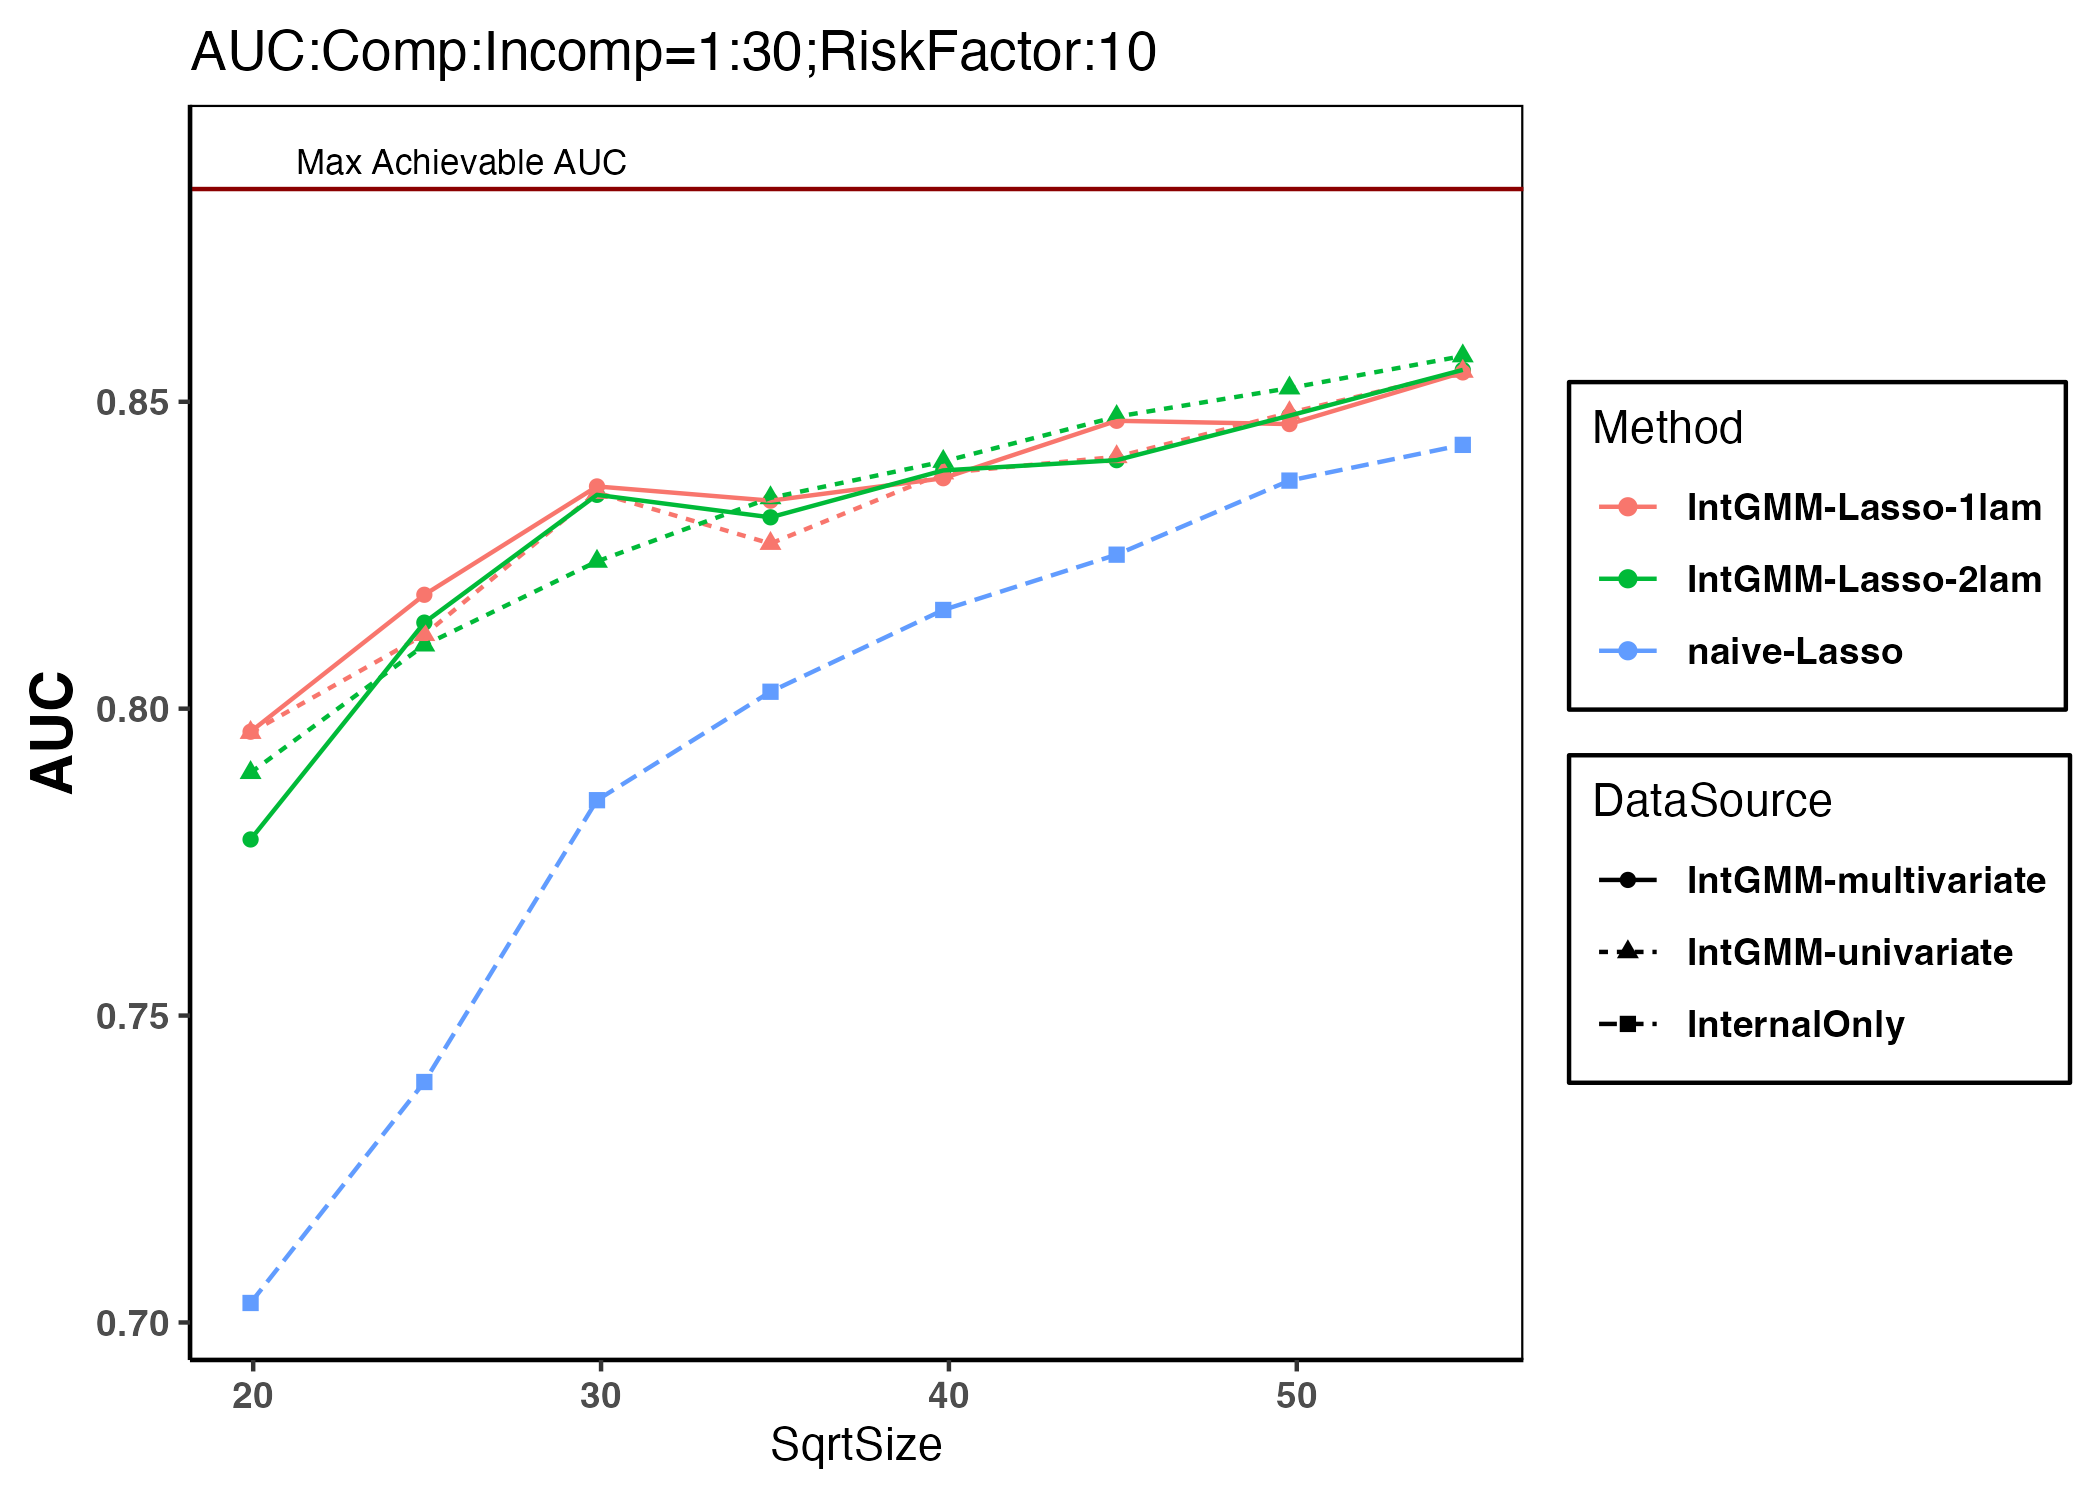 AUC:Comp:Incomp=1:30;RiskFactor:10
Max Achievable AUC
AUC
0.85
0.80
0.75
0.70
20 30 40 50
SqrtSize
Method
IntGMM-Lasso-1lam
IntGMM-Lasso-2lam
naive-Lasso
DataSource
IntGMM-multivariate
IntGMM-univariate
InternalOnly